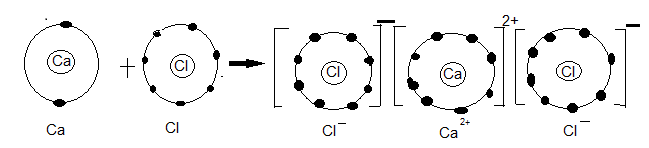 2+
Ca + Cl → [Cl]⁻ [Ca] [Cl]⁻
Ca Cl Cl⁻ Ca²⁺ Cl⁻